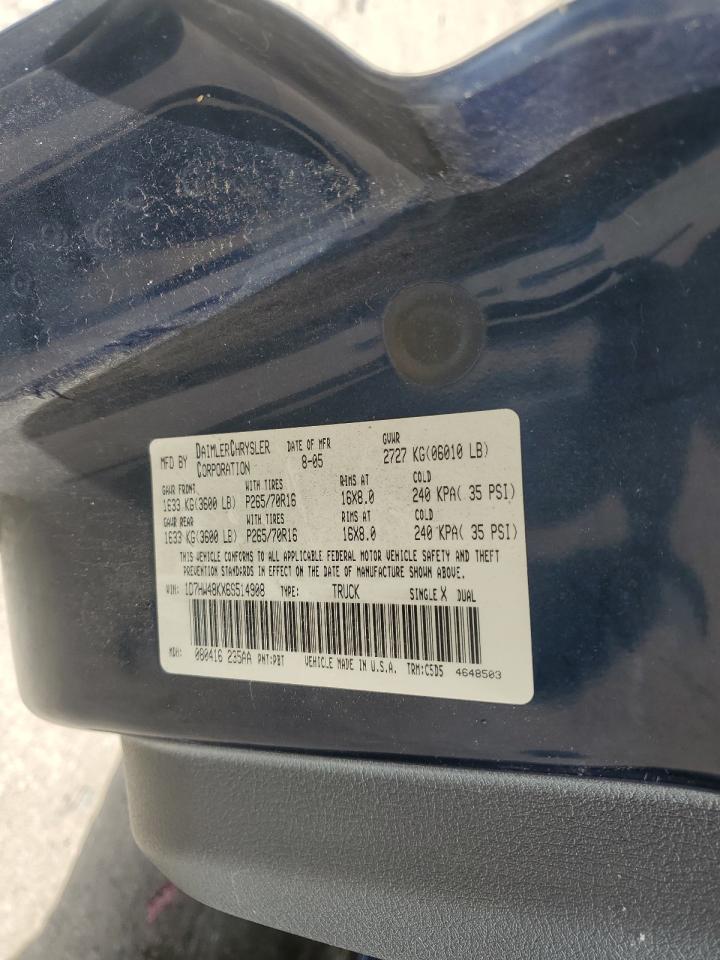 MFD BY DAIMLERCHRYSLER CORPORATION DATE OF MFR 8-05 GVWR 2727 KG(06010 LB)
GAWR FRONT WITH TIRES RIMS AT COLD
1633 KG(3600 LB) P265/70R16 16X8.0 240 KPA( 35 PSI)
GAWR REAR WITH TIRES RIMS AT COLD
1633 KG(3600 LB) P265/70R16 16X8.0 240 KPA( 35 PSI)
THIS VEHICLE CONFORMS TO ALL APPLICABLE FEDERAL MOTOR VEHICLE SAFETY AND THEFT
PREVENTION STANDARDS IN EFFECT ON THE DATE OF MANUFACTURE SHOWN ABOVE.
VIN: 1D7HW48KX6S514908 TYPE: TRUCK SINGLE X DUAL
MDH: 080416 235AA PNT:PBT VEHICLE MADE IN U.S.A. TRM:C5D5 4648503